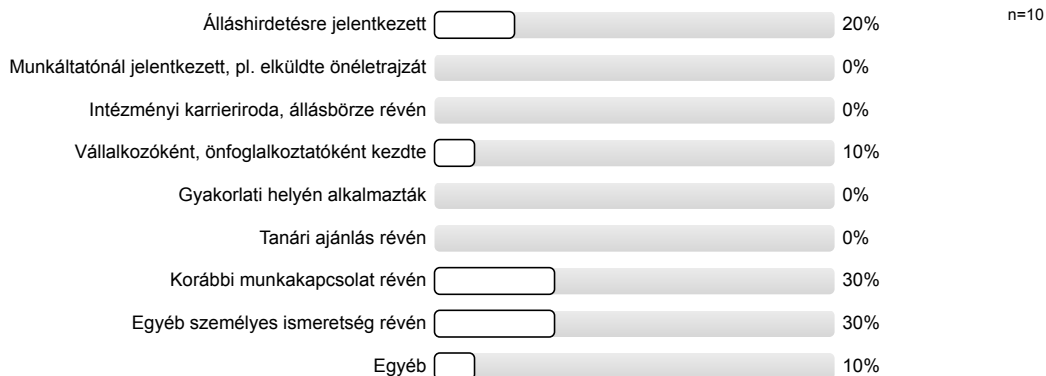 Álláshirdetésre jelentkezett 20% n=10
Munkáltatónál jelentkezett, pl. elküldte önéletrajzát 0%
Intézményi karrieriroda, állásbörze révén 0%
Vállalkozóként, önfoglalkoztatóként kezdte 10%
Gyakorlati helyén alkalmazták 0%
Tanári ajánlás révén 0%
Korábbi munkakapcsolat révén 30%
Egyéb személyes ismeretség révén 30%
Egyéb 10%